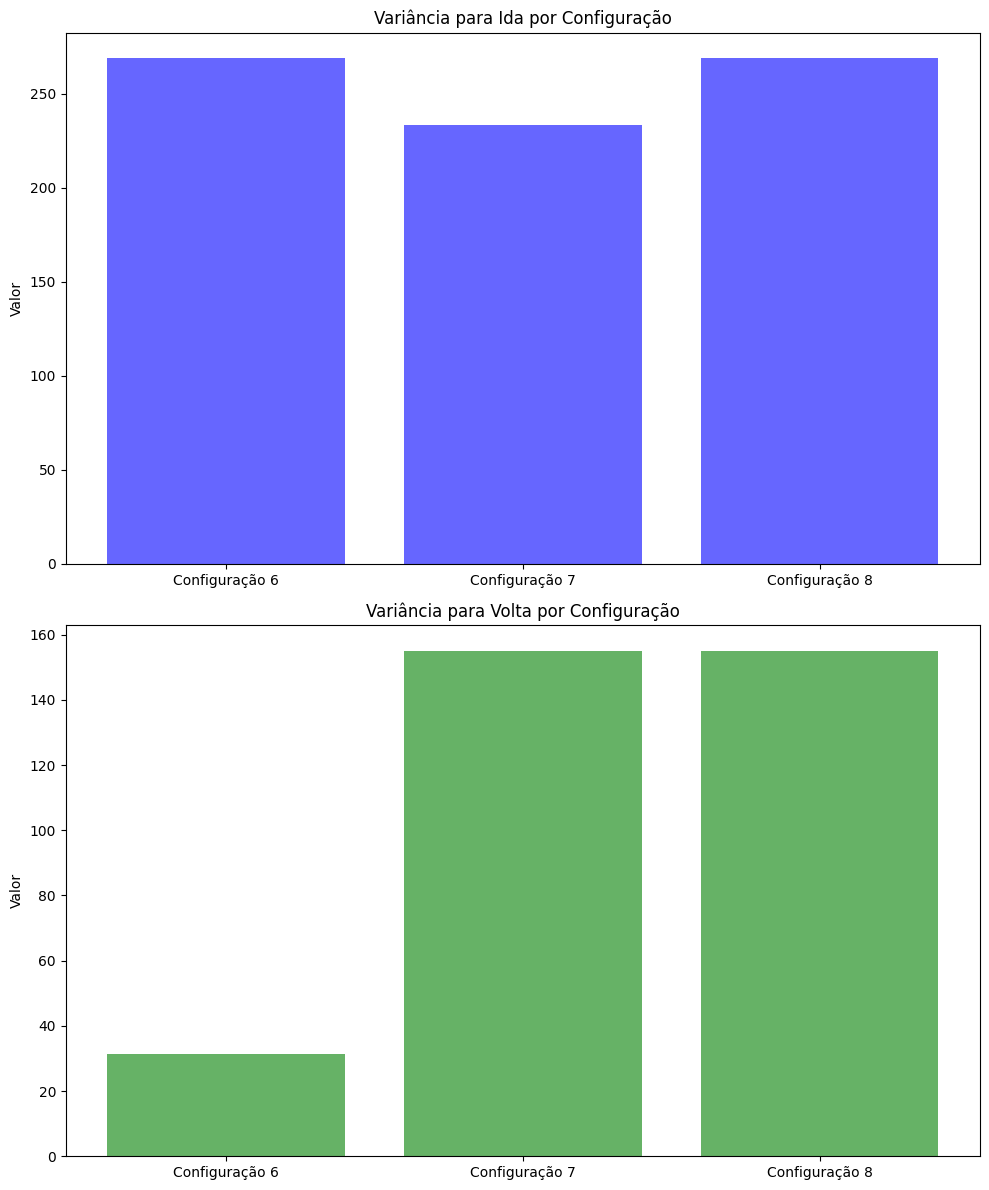 Variância para Ida por Configuração
250
200
150
100
50
0
Valor
Configuração 6 Configuração 7 Configuração 8
Variância para Volta por Configuração
160
140
120
100
80
60
40
20
0
Valor
Configuração 6 Configuração 7 Configuração 8